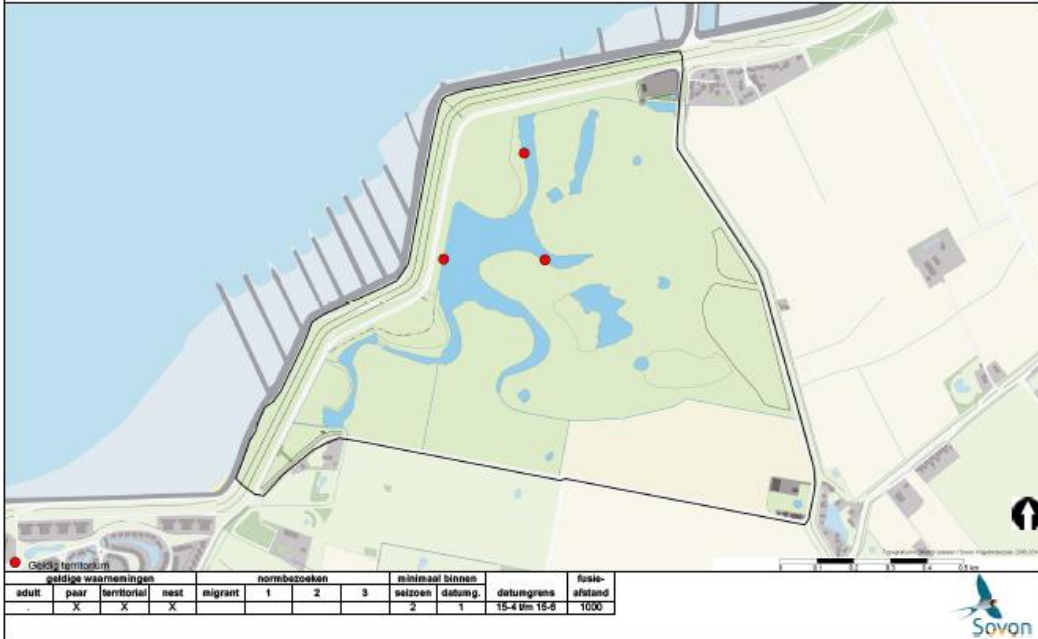 Geldig territorium
0 0.1 0.2 0.3 0.4 0.5 km
geldige waarnemingen normbezoeken minimaal binnen fusie-
adult paar territorial nest migrant 1 2 3 seizoen datumg. datumgrens afstand
. X X X 2 1 15-4 t/m 15-6 1000
Sovon